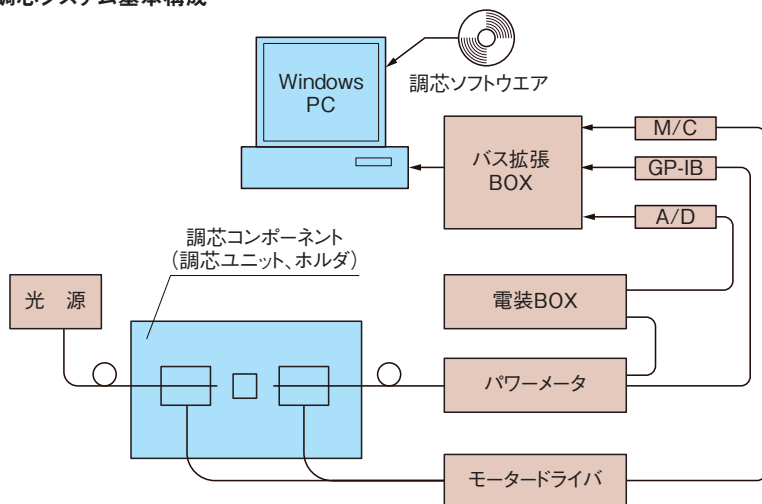 調芯システム基本構成
Windows
PC
調芯ソフトウエア
バス拡張
BOX
M/C
GP-IB
A/D
調芯コンポーネント
(調芯ユニット、ホルダ)
光 源
電装BOX
パワーメータ
モータードライバ